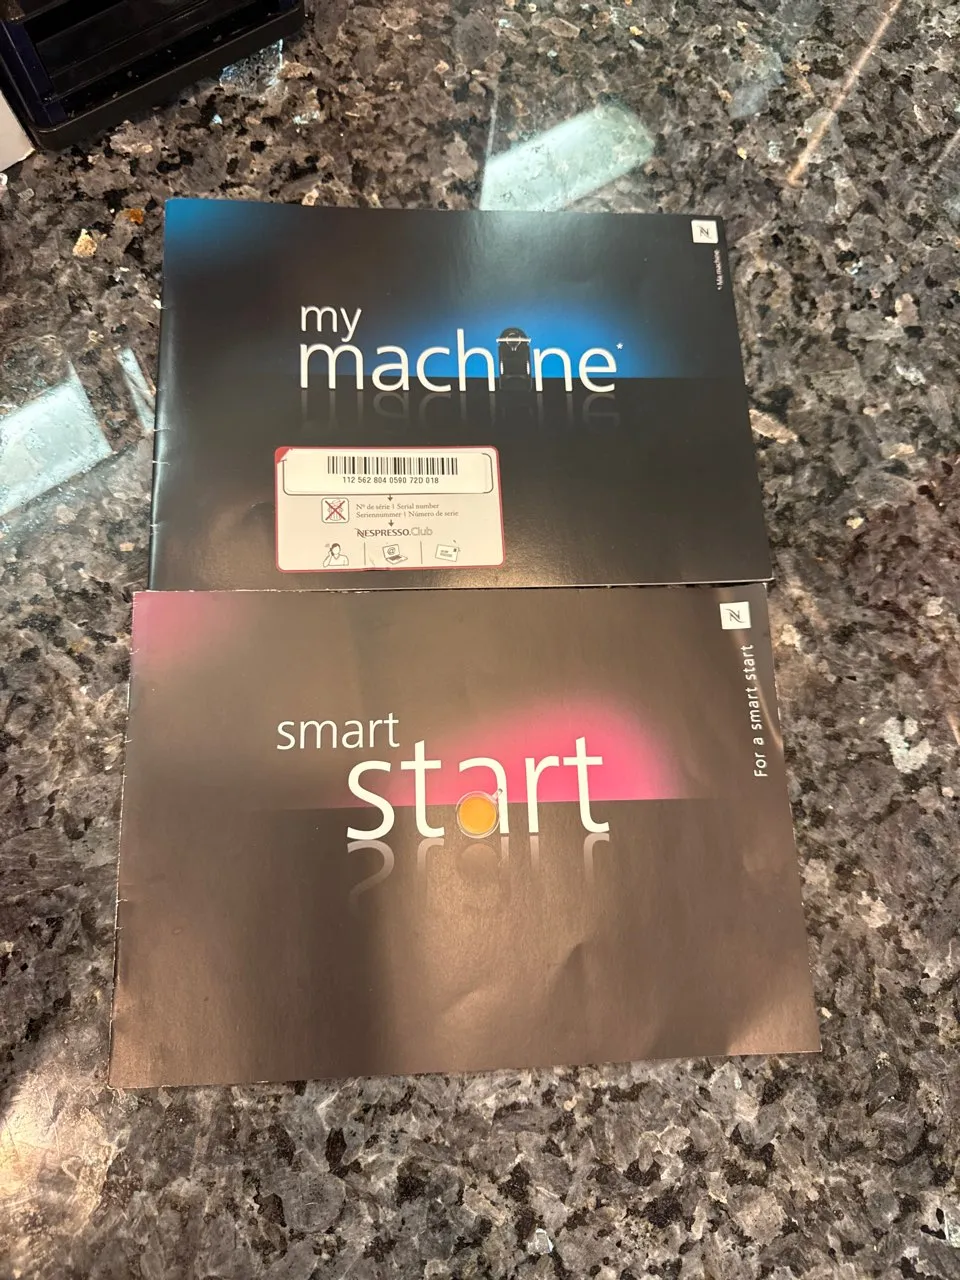 * Ma machine
my
machine*
112 562 804 0590 72D 018
Nº de série | Serial number
Seriennummer | Número de serie
NESPRESSO.Club
For a smart start
smart
start